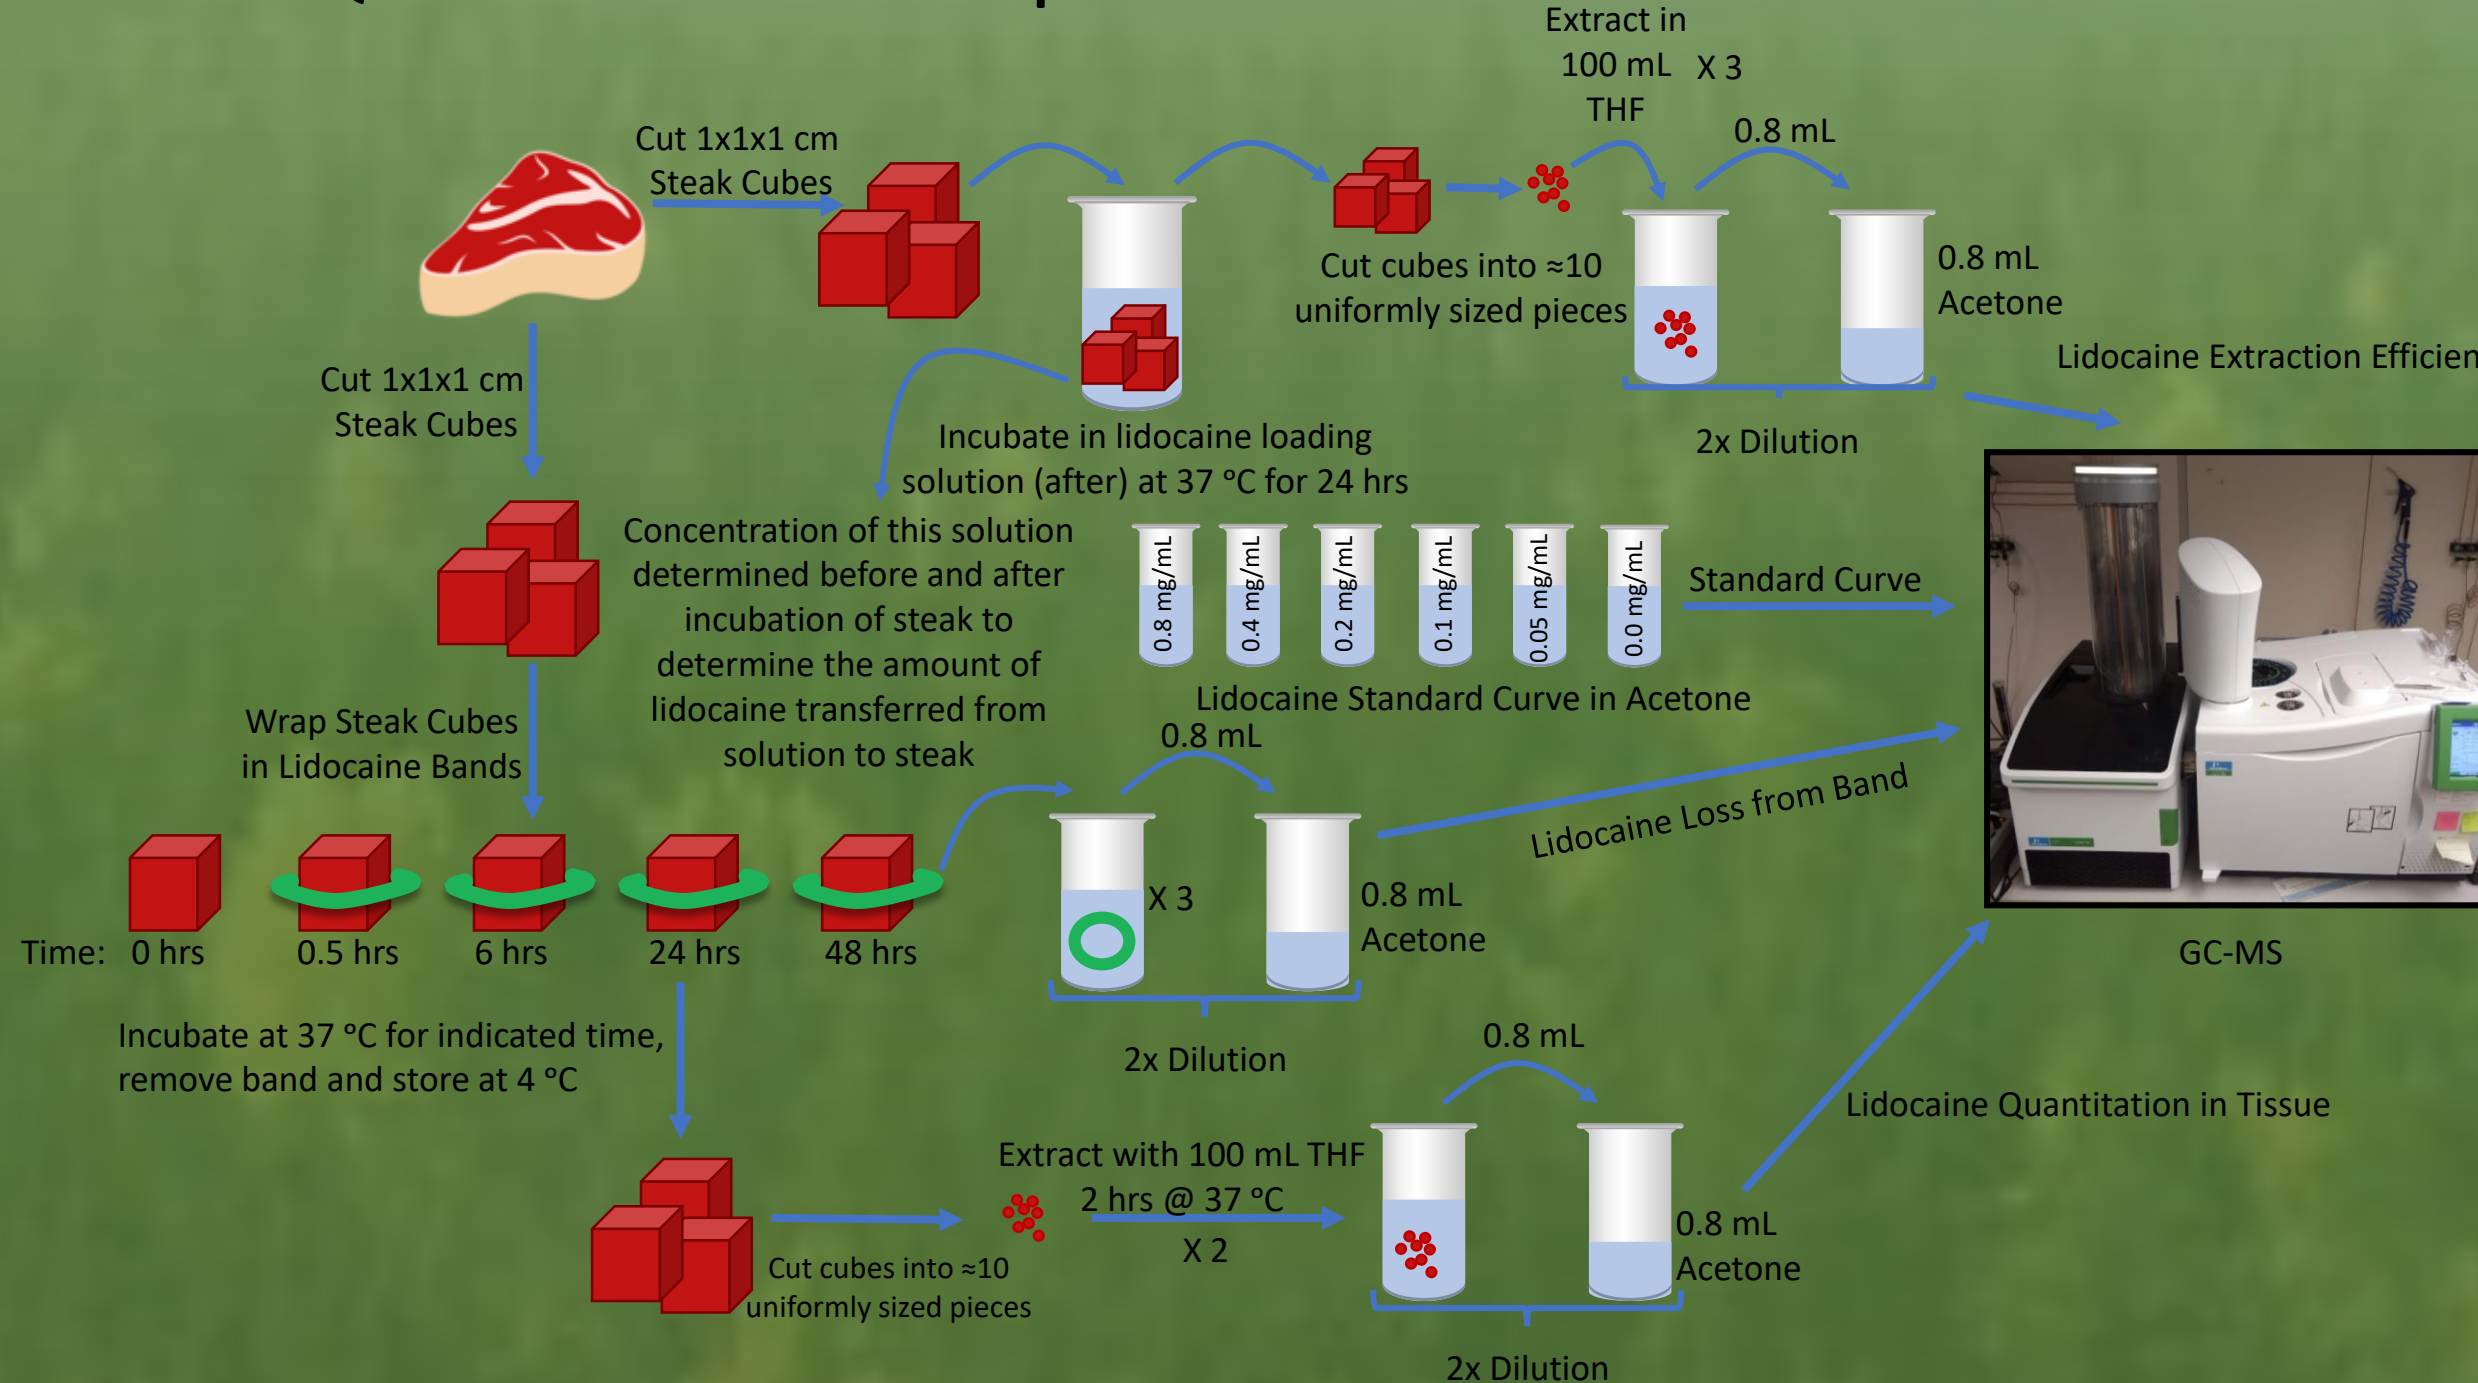 Extract in
100 mL X 3
THF
0.8 mL
Cut 1x1x1 cm
Steak Cubes
Cut cubes into ≈10
uniformly sized pieces
0.8 mL
Acetone
2x Dilution
Lidocaine Extraction Efficien
Cut 1x1x1 cm
Steak Cubes
Incubate in lidocaine loading
solution (after) at 37 °C for 24 hrs
Concentration of this solution
determined before and after
incubation of steak to
determine the amount of
lidocaine transferred from
solution to steak
0.8 mg/mL
0.4 mg/mL
0.2 mg/mL
0.1 mg/mL
0.05 mg/mL
0.0 mg/mL
Standard Curve
Lidocaine Standard Curve in Acetone
Wrap Steak Cubes
in Lidocaine Bands
0.8 mL
X 3
0.8 mL
Acetone
Lidocaine Loss from Band
2x Dilution
GC-MS
Time: 0 hrs 0.5 hrs 6 hrs 24 hrs 48 hrs
Incubate at 37 °C for indicated time,
remove band and store at 4 °C
Cut cubes into ≈10
uniformly sized pieces
Extract with 100 mL THF
2 hrs @ 37 °C
X 2
0.8 mL
0.8 mL
Acetone
2x Dilution
Lidocaine Quantitation in Tissue